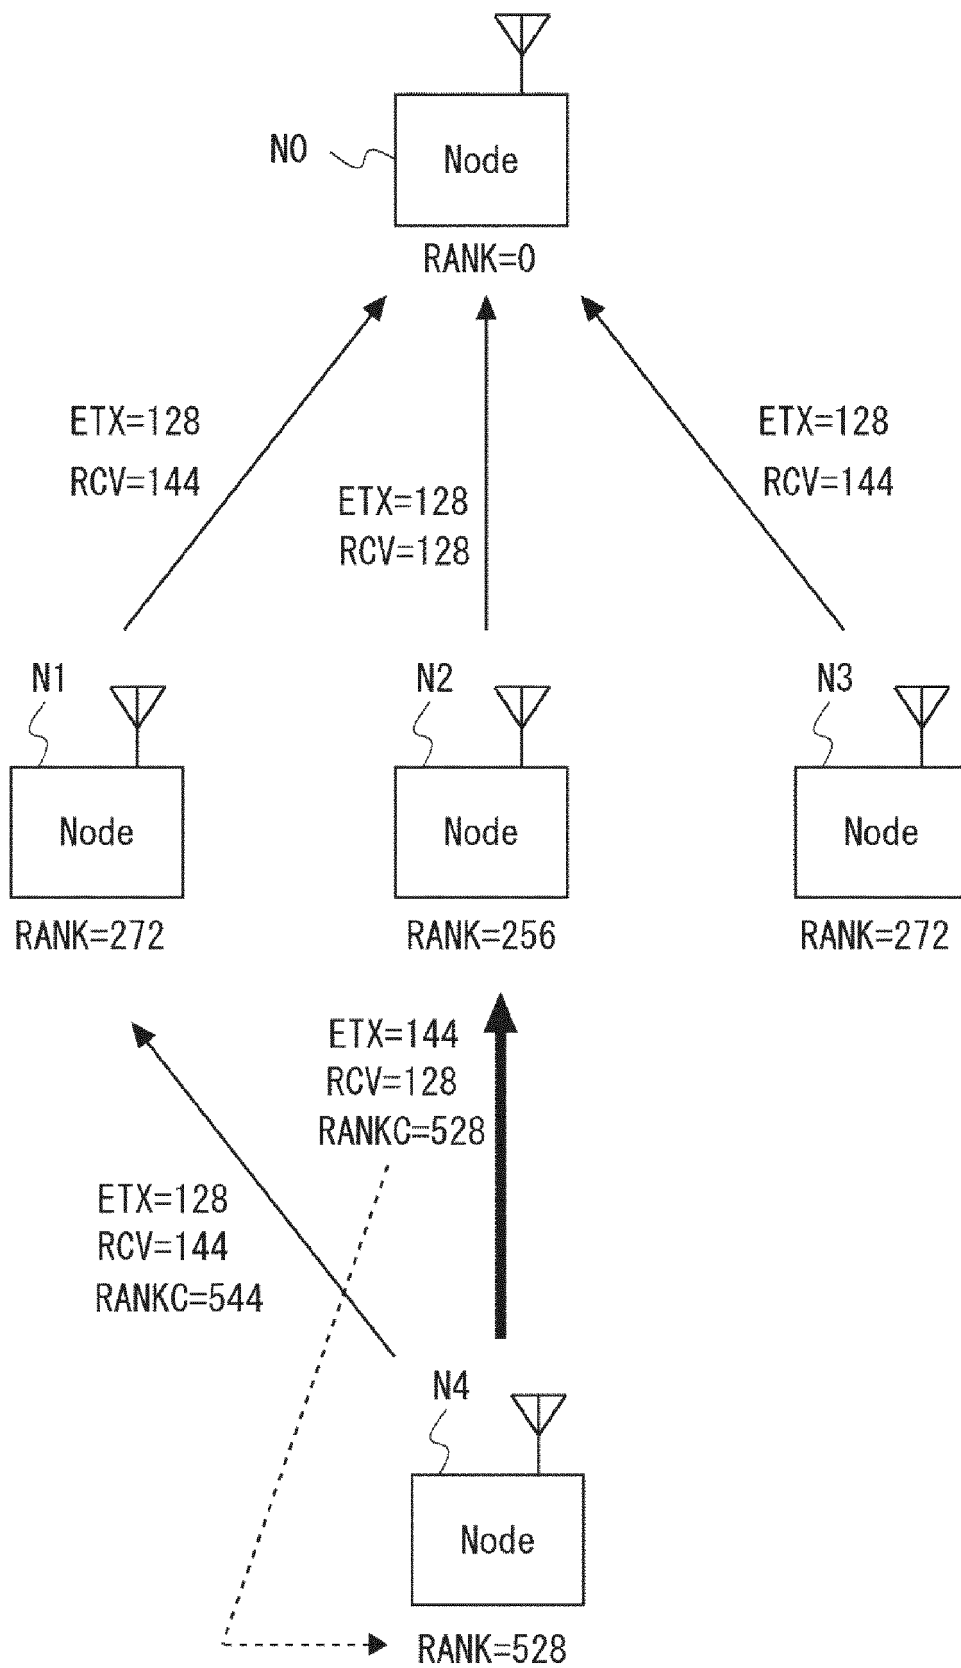 N0
Node
RANK=0
ETX=128
RCV=144
ETX=128
RCV=128
ETX=128
RCV=144
N1
N2
N3
Node
Node
Node
RANK=272
RANK=256
RANK=272
ETX=144
RCV=128
RANKC=528
ETX=128
RCV=144
RANKC=544
N4
Node
RANK=528